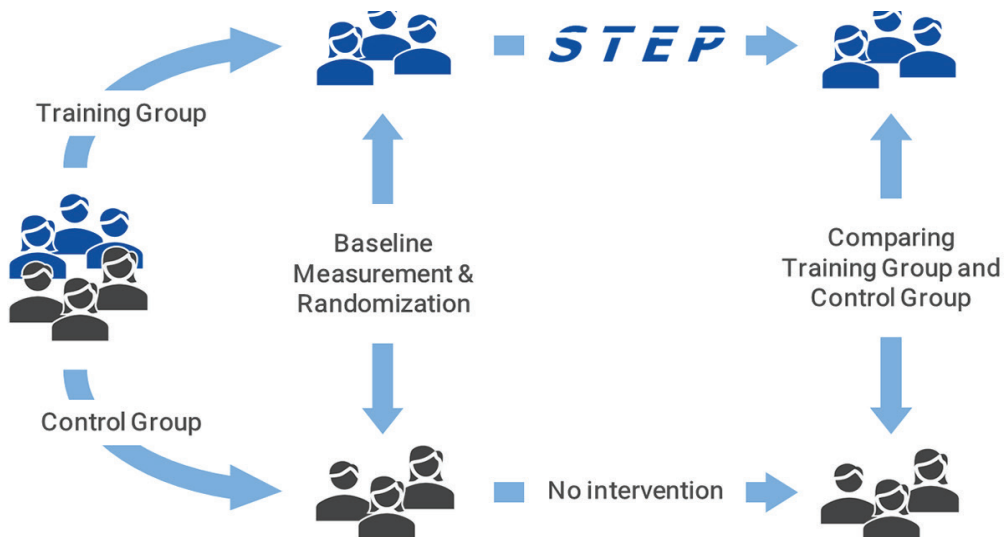 STEP
Training Group
Baseline
Measurement &
Randomization
Comparing
Training Group and
Control Group
Control Group
No intervention